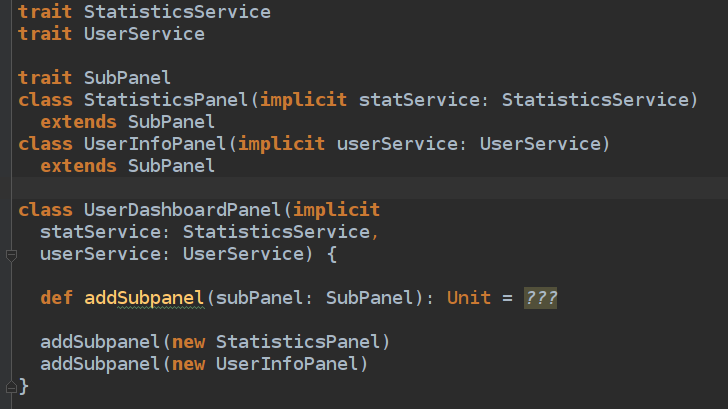 trait StatisticsService
trait UserService
trait SubPanel
class StatisticsPanel(implicit statService: StatisticsService)
  extends SubPanel
class UserInfoPanel(implicit userService: UserService)
  extends SubPanel
class UserDashboardPanel(implicit
  statService: StatisticsService,
  userService: UserService) {
  def addSubpanel(subPanel: SubPanel): Unit = ???
  addSubpanel(new StatisticsPanel)
  addSubpanel(new UserInfoPanel)
}